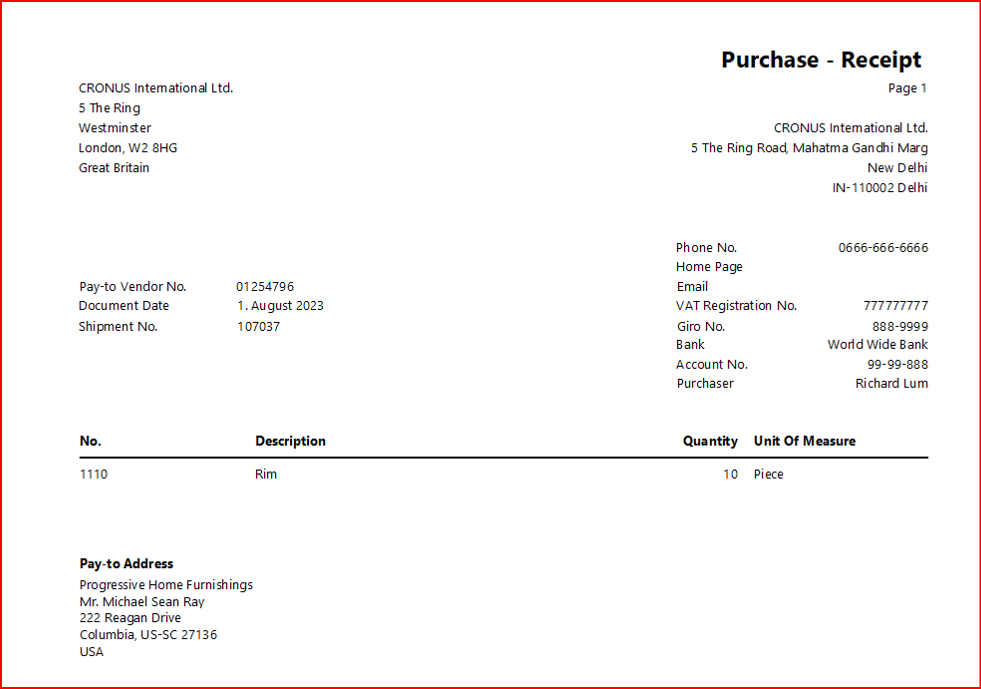 Purchase - Receipt
Page 1
CRONUS International Ltd.
5 The Ring
Westminster
London, W2 8HG
Great Britain
CRONUS International Ltd.
5 The Ring Road, Mahatma Gandhi Marg
New Delhi
IN-110002 Delhi
Phone No. 0666-666-6666
Home Page
Email
VAT Registration No. 777777777
Giro No. 888-9999
Bank World Wide Bank
Account No. 99-99-888
Purchaser Richard Lum
Pay-to Vendor No. 01254796
Document Date 1. August 2023
Shipment No. 107037
No. Description Quantity Unit Of Measure
1110 Rim 10 Piece
Pay-to Address
Progressive Home Furnishings
Mr. Michael Sean Ray
222 Reagan Drive
Columbia, US-SC 27136
USA